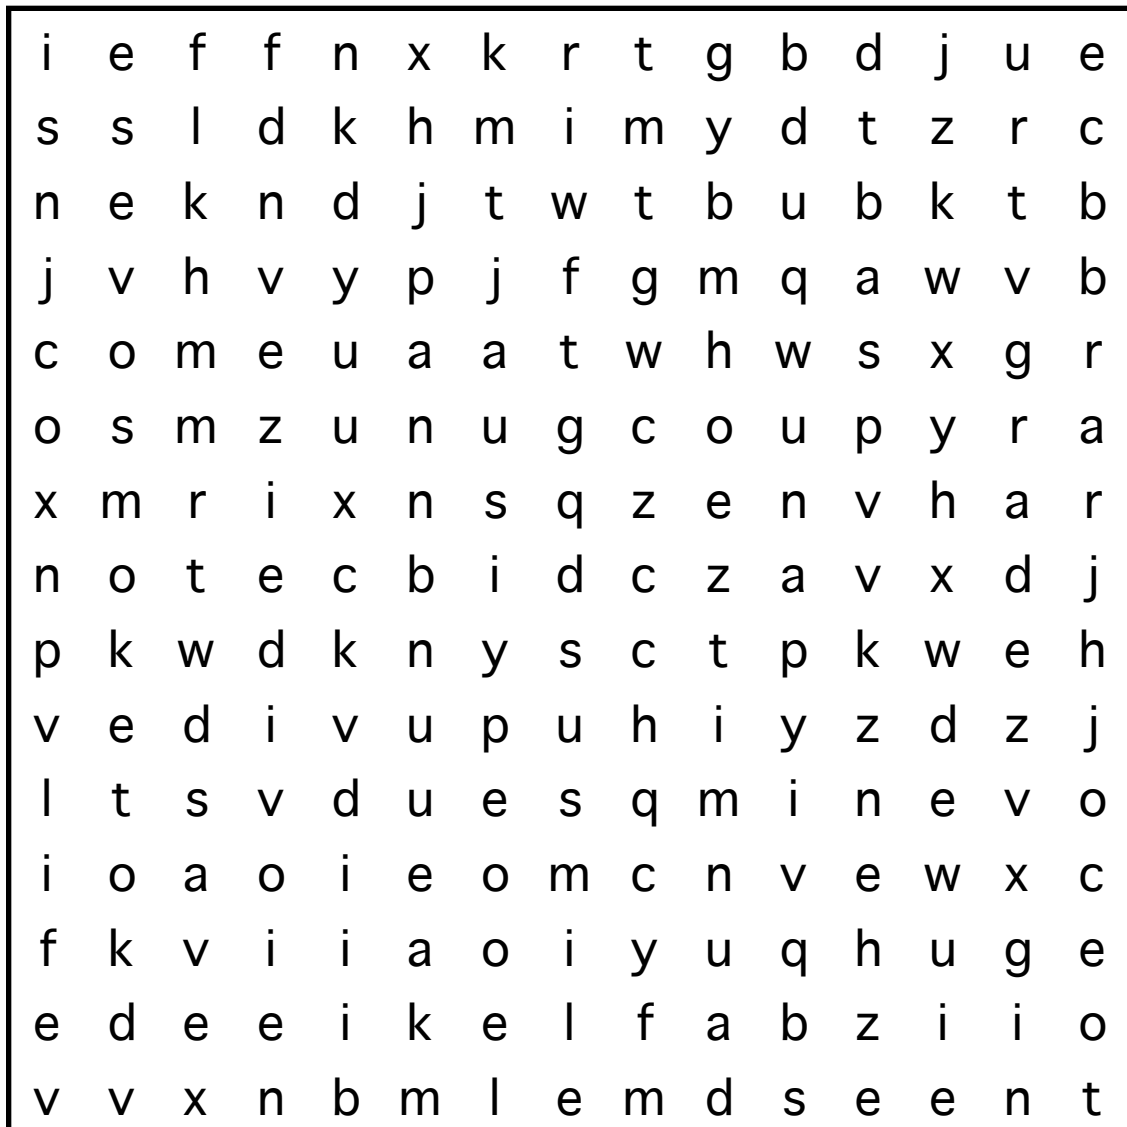 i e f f n x k r t g b d j u e
s s l d k h m i m y d t z r c
n e k n d j t w t b u b k t b
j v h v y p j f g m q a w v b
c o m e u a a t w h w s x g r
o s m z u n u g c o u p y r a
x m r i x n s q z e n v h a r
n o t e c b i d c z a v x d j
p k w d k n y s c t p k w e h
v e d i v u p u h i y z d z j
l t s v d u e s q m i n e v o
i o a o i e o m c n v e w x c
f k v i i a o i y u q h u g e
e d e e i k e l f a b z i i o
v v x n b m l e m d s e e n t